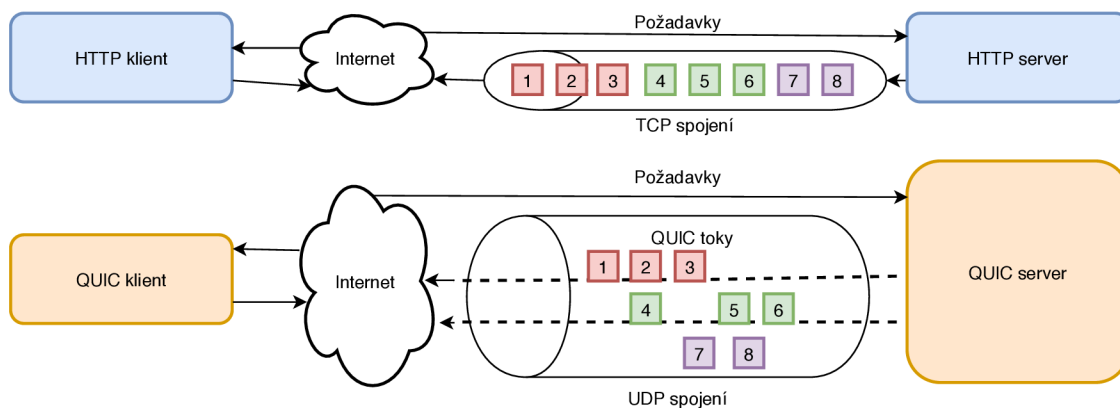 Požadavky
HTTP klient
Internet
HTTP server
1 2 3 4 5 6 7 8
TCP spojení
Požadavky
QUIC toky
1 2 3
QUIC klient
Internet
QUIC server
4 5 6
7 8
UDP spojení